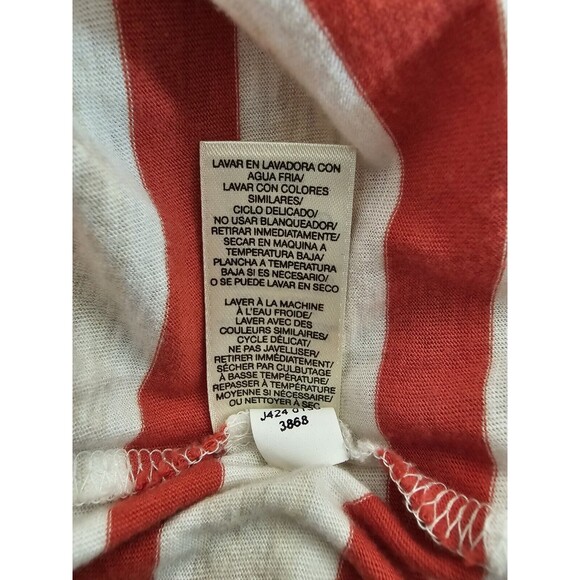 LAVAR EN LAVADORA CON
AGUA FRIA/
LAVAR CON COLORES
SIMILARES/
CICLO DELICADO/
NO USAR BLANQUEADOR/
RETIRAR INMEDIATAMENTE/
SECAR EN MAQUINA A
TEMPERATURA BAJA/
PLANCHA A TEMPERATURA
BAJA SI ES NECESARIO/
O SE PUEDE LAVAR EN SECO
LAVER À LA MACHINE
À L'EAU FROIDE/
LAVER AVEC DES
COULEURS SIMILAIRES/
CYCLE DÉLICAT/
NE PAS JAVELLISER/
RETIRER IMMÉDIATEMENT/
SÉCHER PAR CULBUTAGE
À BASSE TEMPÉRATURE/
REPASSER À TEMPÉRATURE
MOYENNE SI NÉCESSAIRE/
OU NETTOYER À SEC
J424
3868